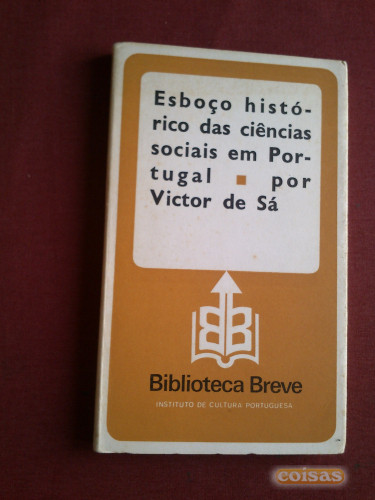 Esboço histó-
rico das ciências
sociais em Por-
tugal ▪ por
Victor de Sá
BB
Biblioteca Breve
INSTITUTO DE CULTURA PORTUGUESA
coisas